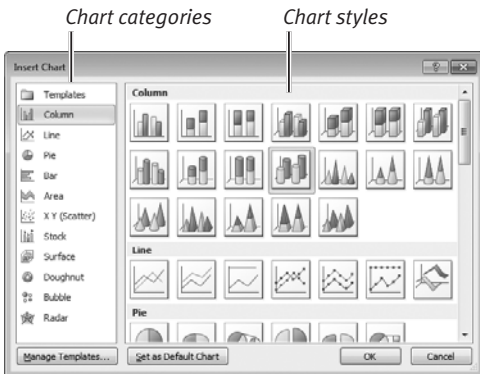 Chart categories Chart styles
Insert Chart
Templates
Column
Line
Pie
Bar
Area
X Y (Scatter)
Stock
Surface
Doughnut
Bubble
Radar
Column
Line
Pie
Manage Templates...
Set as Default Chart
OK
Cancel